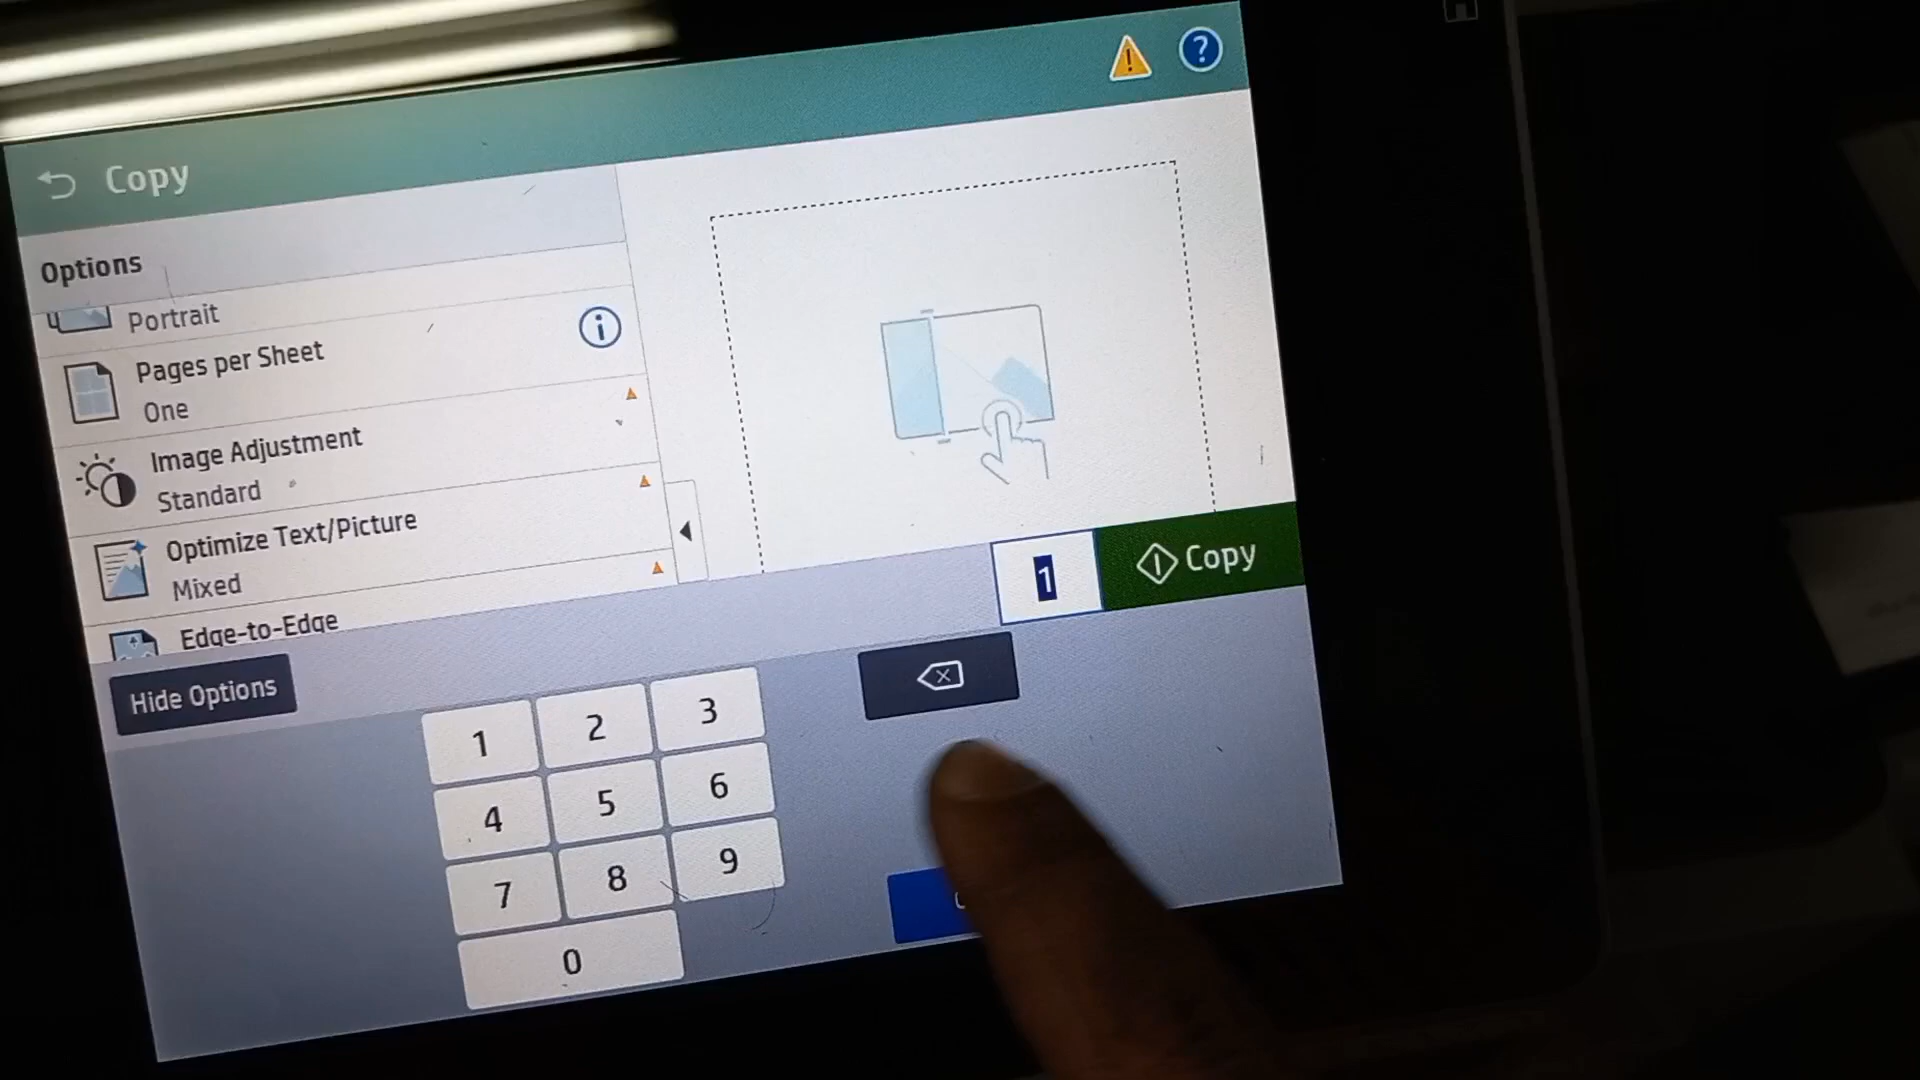 Copy
Options
Portrait
Pages per Sheet
One
Image Adjustment
Standard
Optimize Text/Picture
Mixed
Edge-to-Edge
1
Copy
Hide Options
1 2 3
4 5 6
7 8 9
0